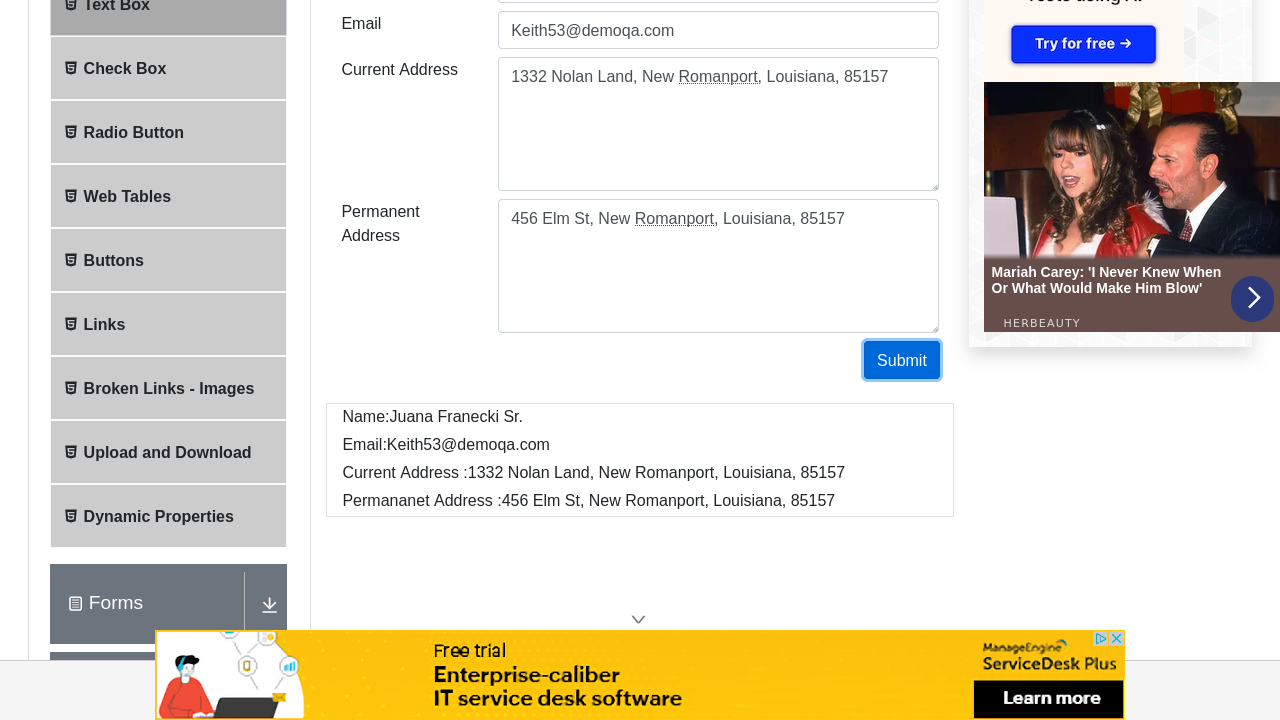 Text Box
Check Box
Radio Button
Web Tables
Buttons
Links
Broken Links - Images
Upload and Download
Dynamic Properties
Forms
Email
Keith53@demoqa.com
Current Address
1332 Nolan Land, New Romanport, Louisiana, 85157
Permanent
Address
456 Elm St, New Romanport, Louisiana, 85157
Submit
Name:Juana Franecki Sr.
Email:Keith53@demoqa.com
Current Address :1332 Nolan Land, New Romanport, Louisiana, 85157
Permananet Address :456 Elm St, New Romanport, Louisiana, 85157
Try for free →
Mariah Carey: 'I Never Knew When
Or What Would Make Him Blow'
HERBEAUTY
Free trial
Enterprise-caliber
IT service desk software
ManageEngine
ServiceDesk Plus
Learn more